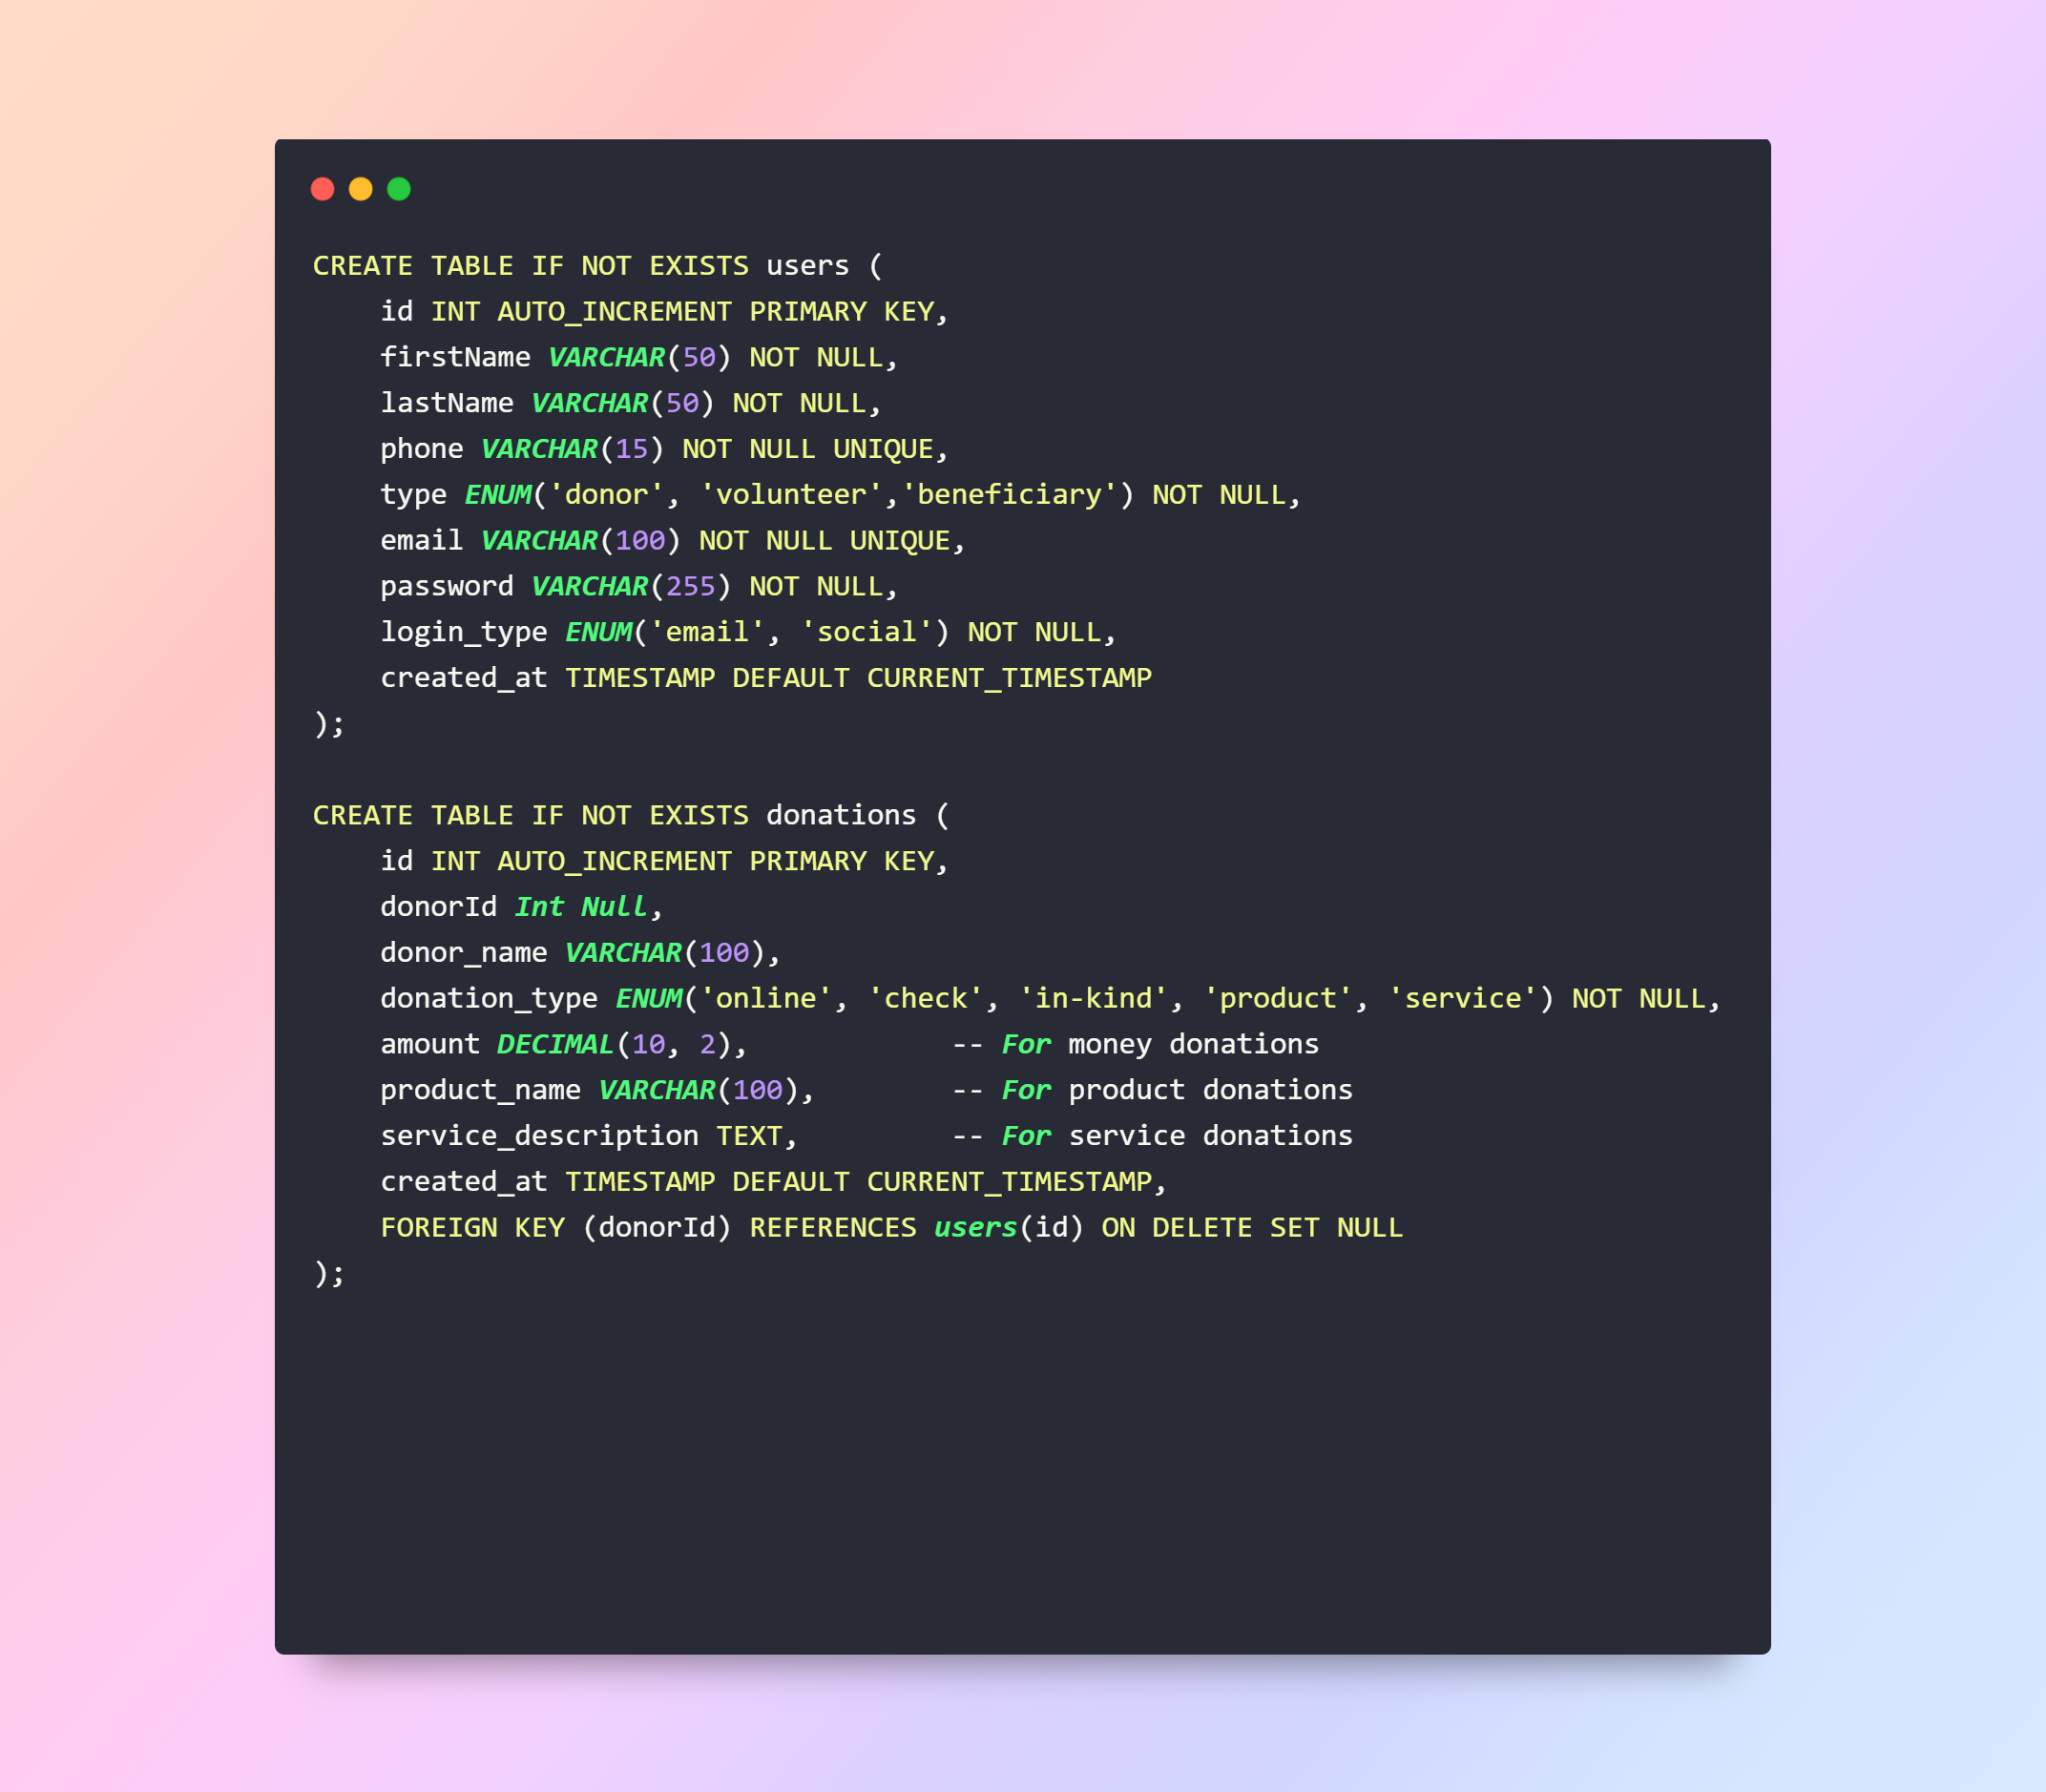 CREATE TABLE IF NOT EXISTS users (
    id INT AUTO_INCREMENT PRIMARY KEY,
    firstName VARCHAR(50) NOT NULL,
    lastName VARCHAR(50) NOT NULL,
    phone VARCHAR(15) NOT NULL UNIQUE,
    type ENUM('donor', 'volunteer','beneficiary') NOT NULL,
    email VARCHAR(100) NOT NULL UNIQUE,
    password VARCHAR(255) NOT NULL,
    login_type ENUM('email', 'social') NOT NULL,
    created_at TIMESTAMP DEFAULT CURRENT_TIMESTAMP
);

CREATE TABLE IF NOT EXISTS donations (
    id INT AUTO_INCREMENT PRIMARY KEY,
    donorId Int Null,
    donor_name VARCHAR(100),
    donation_type ENUM('online', 'check', 'in-kind', 'product', 'service') NOT NULL,
    amount DECIMAL(10, 2),            -- For money donations
    product_name VARCHAR(100),        -- For product donations
    service_description TEXT,         -- For service donations
    created_at TIMESTAMP DEFAULT CURRENT_TIMESTAMP,
    FOREIGN KEY (donorId) REFERENCES users(id) ON DELETE SET NULL
);